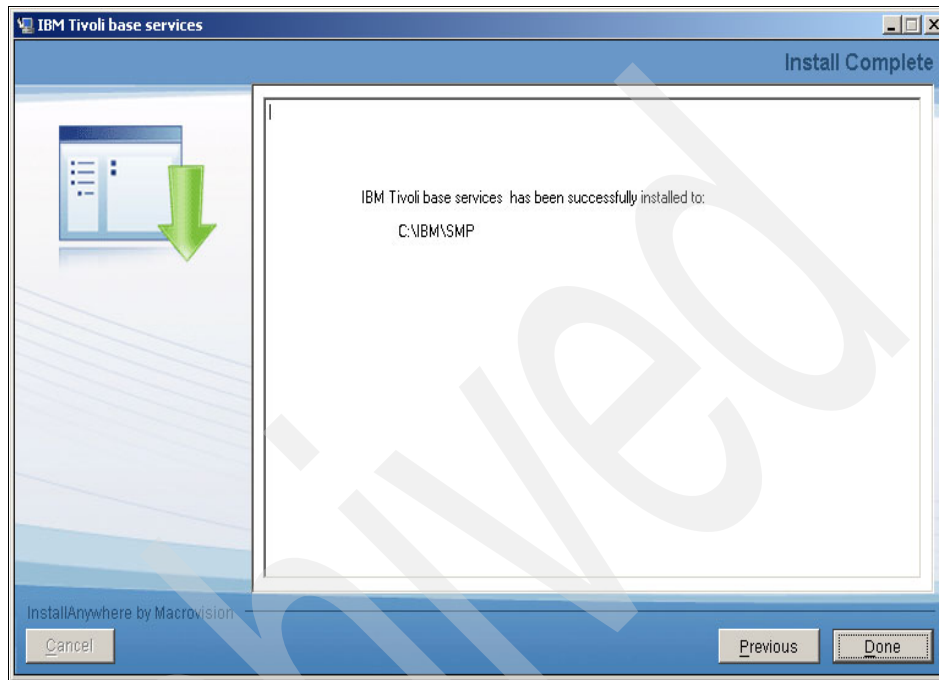 IBM Tivoli base services
Install Complete
IBM Tivoli base services has been successfully installed to:
C:\IBM\SMP
InstallAnywhere by Macrovision
Cancel
Previous
Done